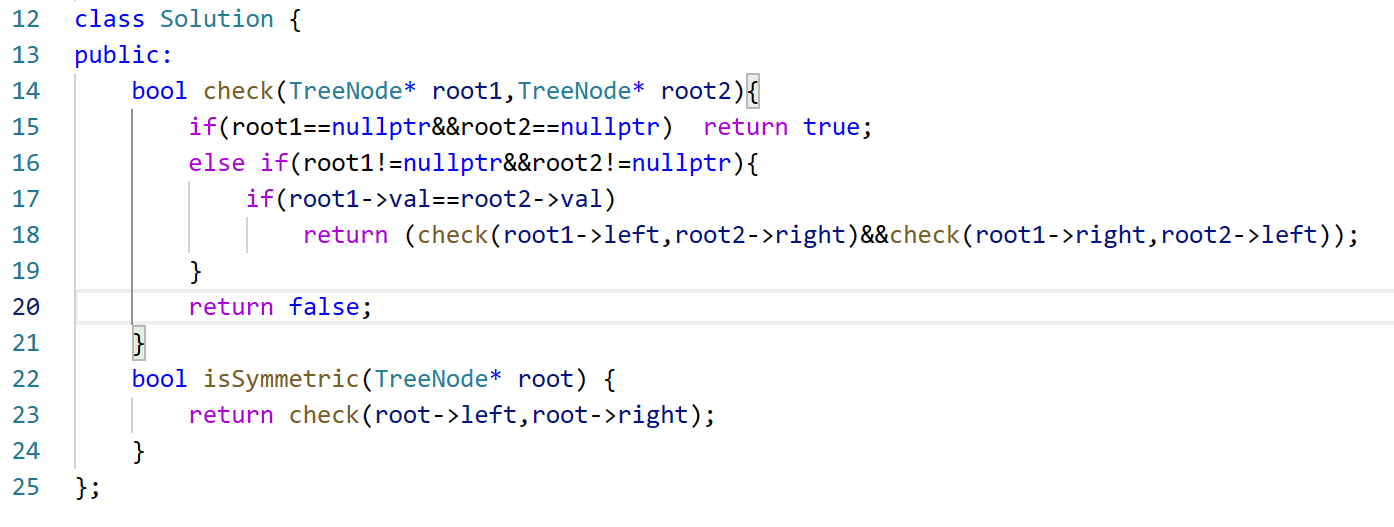 12 class Solution {
13 public:
14     bool check(TreeNode* root1,TreeNode* root2){
15         if(root1==nullptr&&root2==nullptr)  return true;
16         else if(root1!=nullptr&&root2!=nullptr){
17             if(root1->val==root2->val)
18                 return (check(root1->left,root2->right)&&check(root1->right,root2->left));
19         }
20         return false;
21     }
22     bool isSymmetric(TreeNode* root) {
23         return check(root->left,root->right);
24     }
25 };